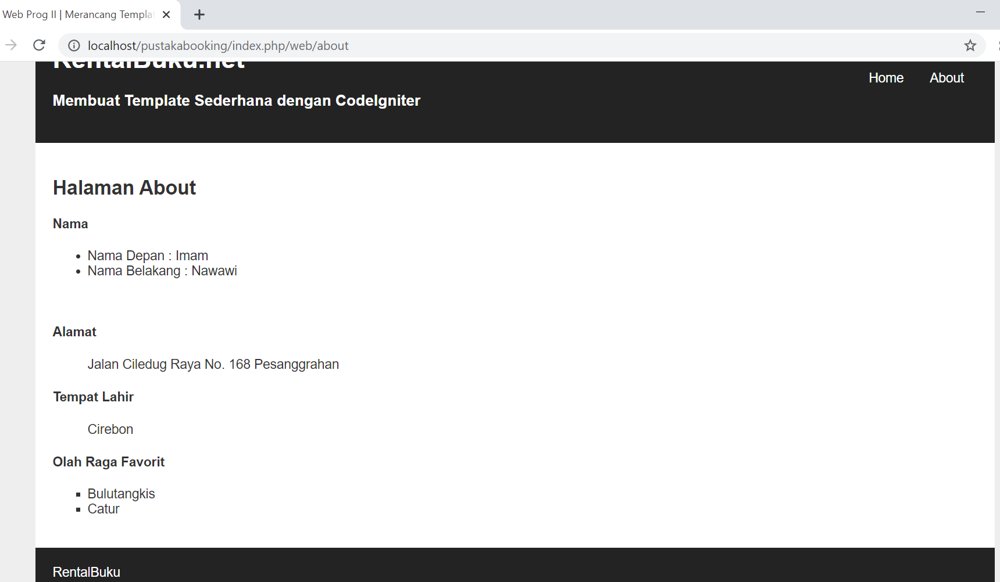 Web Prog II | Merancang Templa
localhost/pustakabooking/index.php/web/about
RentalBuku.net
Home About
Membuat Template Sederhana dengan CodeIgniter
Halaman About
Nama
Nama Depan : Imam
Nama Belakang : Nawawi
Alamat
Jalan Ciledug Raya No. 168 Pesanggrahan
Tempat Lahir
Cirebon
Olah Raga Favorit
Bulutangkis
Catur
RentalBuku